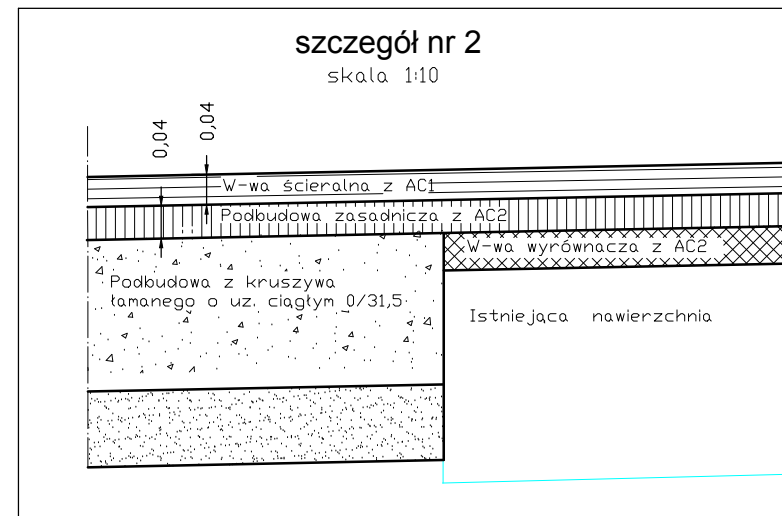 szczegół nr 2
skala 1:10
0,04
0,04
W-wa ścieralna z AC1
Podbudowa zasadnicza z AC2
W-wa wyrównacza z AC2
Podbudowa z kruszywa
łamanego o uz. ciągłym 0/31,5
Istniejąca nawierzchnia